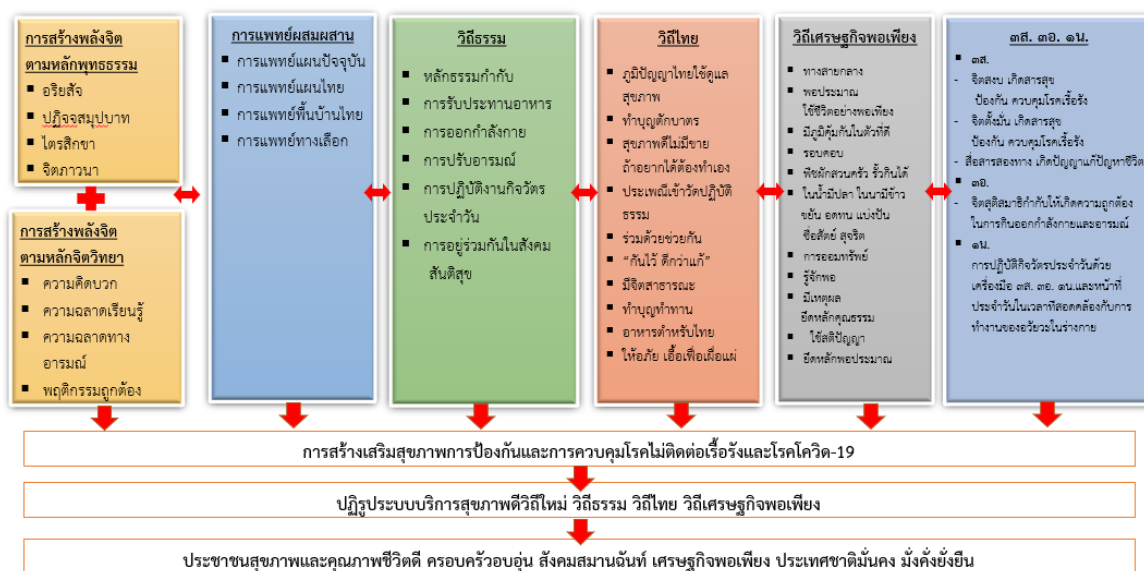 การสร้างพลังจิต
ตามหลักพุทธธรรม
อริยสัจ
ปฏิจจสมุปบาท
ไตรสิกขา
จิตภาวนา
การสร้างพลังจิต
ตามหลักจิตวิทยา
ความคิดบวก
ความฉลาดเรียนรู้
ความฉลาดทาง
อารมณ์
พฤติกรรมถูกต้อง
การแพทย์ผสมผสาน
การแพทย์แผนปัจจุบัน
การแพทย์แผนไทย
การแพทย์พื้นบ้านไทย
การแพทย์ทางเลือก
วิถีธรรม
หลักธรรมกำกับ
การรับประทานอาหาร
การออกกำลังกาย
การปรับอารมณ์
การปฏิบัติงานกิจวัตร
ประจำวัน
การอยู่ร่วมกันในสังคม
สันติสุข
วิถีไทย
ภูมิปัญญาไทยใช้ดูแล
สุขภาพ
ทำบุญตักบาตร
สุขภาพดีไม่มีขาย
ถ้าอยากได้ต้องทำเอง
ประเพณีเข้าวัดปฏิบัติ
ธรรม
ร่วมด้วยช่วยกัน
“กันไว้ ดีกว่าแก้”
มีจิตสาธารณะ
ทำบุญทำทาน
อาหารตำหรับไทย
ให้อภัย เอื้อเฟื่อเผื่อแผ่
วิถีเศรษฐกิจพอเพียง
ทางสายกลาง
พอประมาณ
ใช้ชีวิตอย่างพอเพียง
มีภูมิคุ้มกันในตัวที่ดี
รอบคอบ
พืชผักสวนครัว รั้วกินได้
ในน้ำมีปลา ในนามีข้าว
ขยัน อดทน แบ่งปัน
ซื่อสัตย์ สุจริต
การออมทรัพย์
รู้จักพอ
มีเหตุผล
ยึดหลักคุณธรรม
ใช้สติปัญญา
ยึดหลักพอประมาณ
๓ส. ๓อ. ๑น.
๓ส.
- จิตสงบ เกิดสารสุข
ป้องกัน ควบคุมโรคเรื้อรัง
- จิตตั้งมั่น เกิดสารสุข
ป้องกัน ควบคุมโรคเรื้อรัง
- สื่อสารสองทาง เกิดปัญญาแก้ปัญหาชีวิต
๓อ.
- จิตสุติสมาธิกำกับให้เกิดความถูกต้อง
ในการกินออกกำลังกายและอารมณ์
๑น.
การปฏิบัติกิจวัตรประจำวันด้วย
เครื่องมือ ๓ส. ๓อ. ๑น.และหน้าที่
ประจำวันในเวลาที่สอดคล้องกับการ
ทำงานของอวัยวะในร่างกาย
การสร้างเสริมสุขภาพการป้องกันและการควบคุมโรคไม่ติดต่อเรื้อรังและโรคโควิด-19
ปฏิรูประบบบริการสุขภาพดีวิถีใหม่ วิถีธรรม วิถีไทย วิถีเศรษฐกิจพอเพียง
ประชาชนสุขภาพและคุณภาพชีวิตดี ครอบครัวอบอุ่น สังคมสมานฉันท์ เศรษฐกิจพอเพียง ประเทศชาติมั่นคง มั่งคั่งยั่งยืน